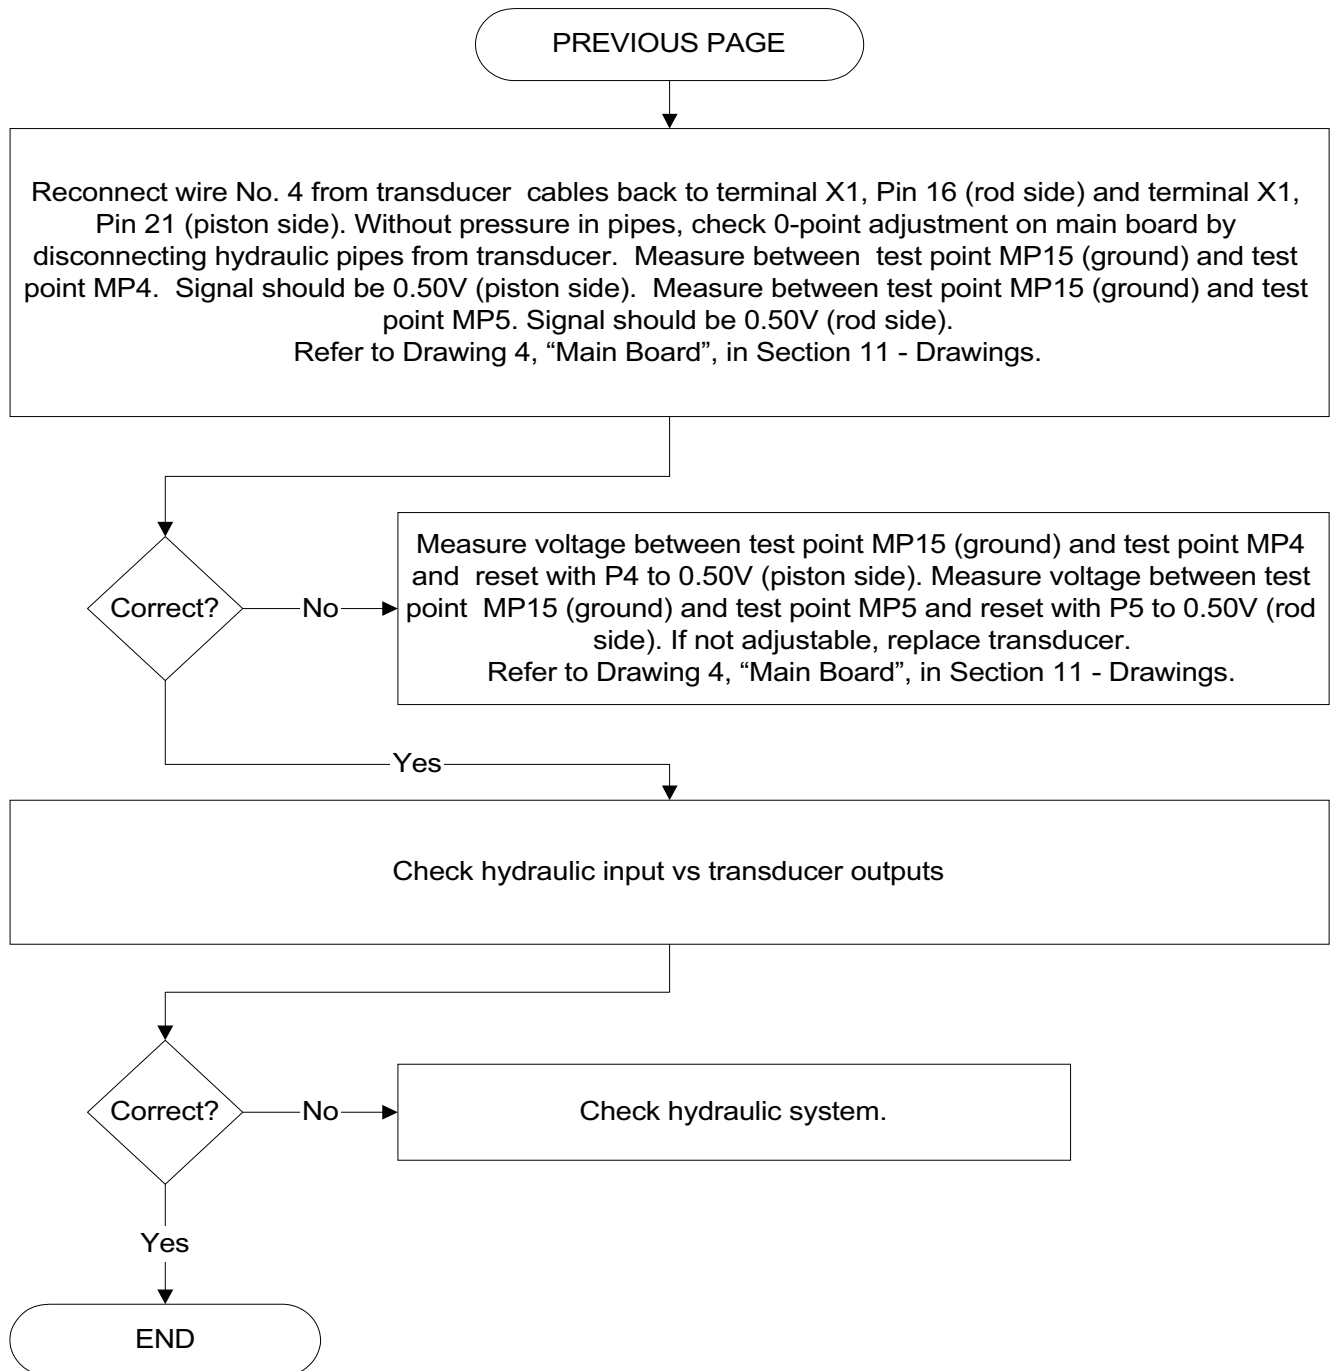 PREVIOUS PAGE
Reconnect wire No. 4 from transducer cables back to terminal X1, Pin 16 (rod side) and terminal X1,
Pin 21 (piston side). Without pressure in pipes, check 0-point adjustment on main board by
disconnecting hydraulic pipes from transducer. Measure between test point MP15 (ground) and test
point MP4. Signal should be 0.50V (piston side). Measure between test point MP15 (ground) and test
point MP5. Signal should be 0.50V (rod side).
Refer to Drawing 4, “Main Board”, in Section 11 - Drawings.
Correct?
No
Measure voltage between test point MP15 (ground) and test point MP4
and reset with P4 to 0.50V (piston side). Measure voltage between test
point MP15 (ground) and test point MP5 and reset with P5 to 0.50V (rod
side). If not adjustable, replace transducer.
Refer to Drawing 4, “Main Board”, in Section 11 - Drawings.
Yes
Check hydraulic input vs transducer outputs
Correct?
No
Check hydraulic system.
Yes
END